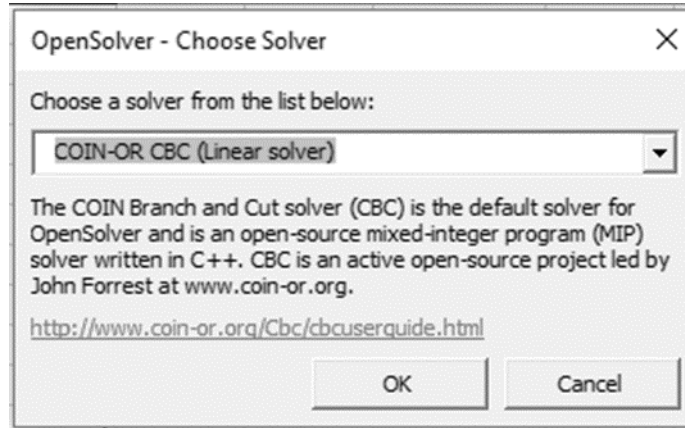 OpenSolver - Choose Solver
Choose a solver from the list below:
COIN-OR CBC (Linear solver)
The COIN Branch and Cut solver (CBC) is the default solver for
OpenSolver and is an open-source mixed-integer program (MIP)
solver written in C++. CBC is an active open-source project led by
John Forrest at www.coin-or.org.
http://www.coin-or.org/Cbc/cbcuserguide.html
OK
Cancel